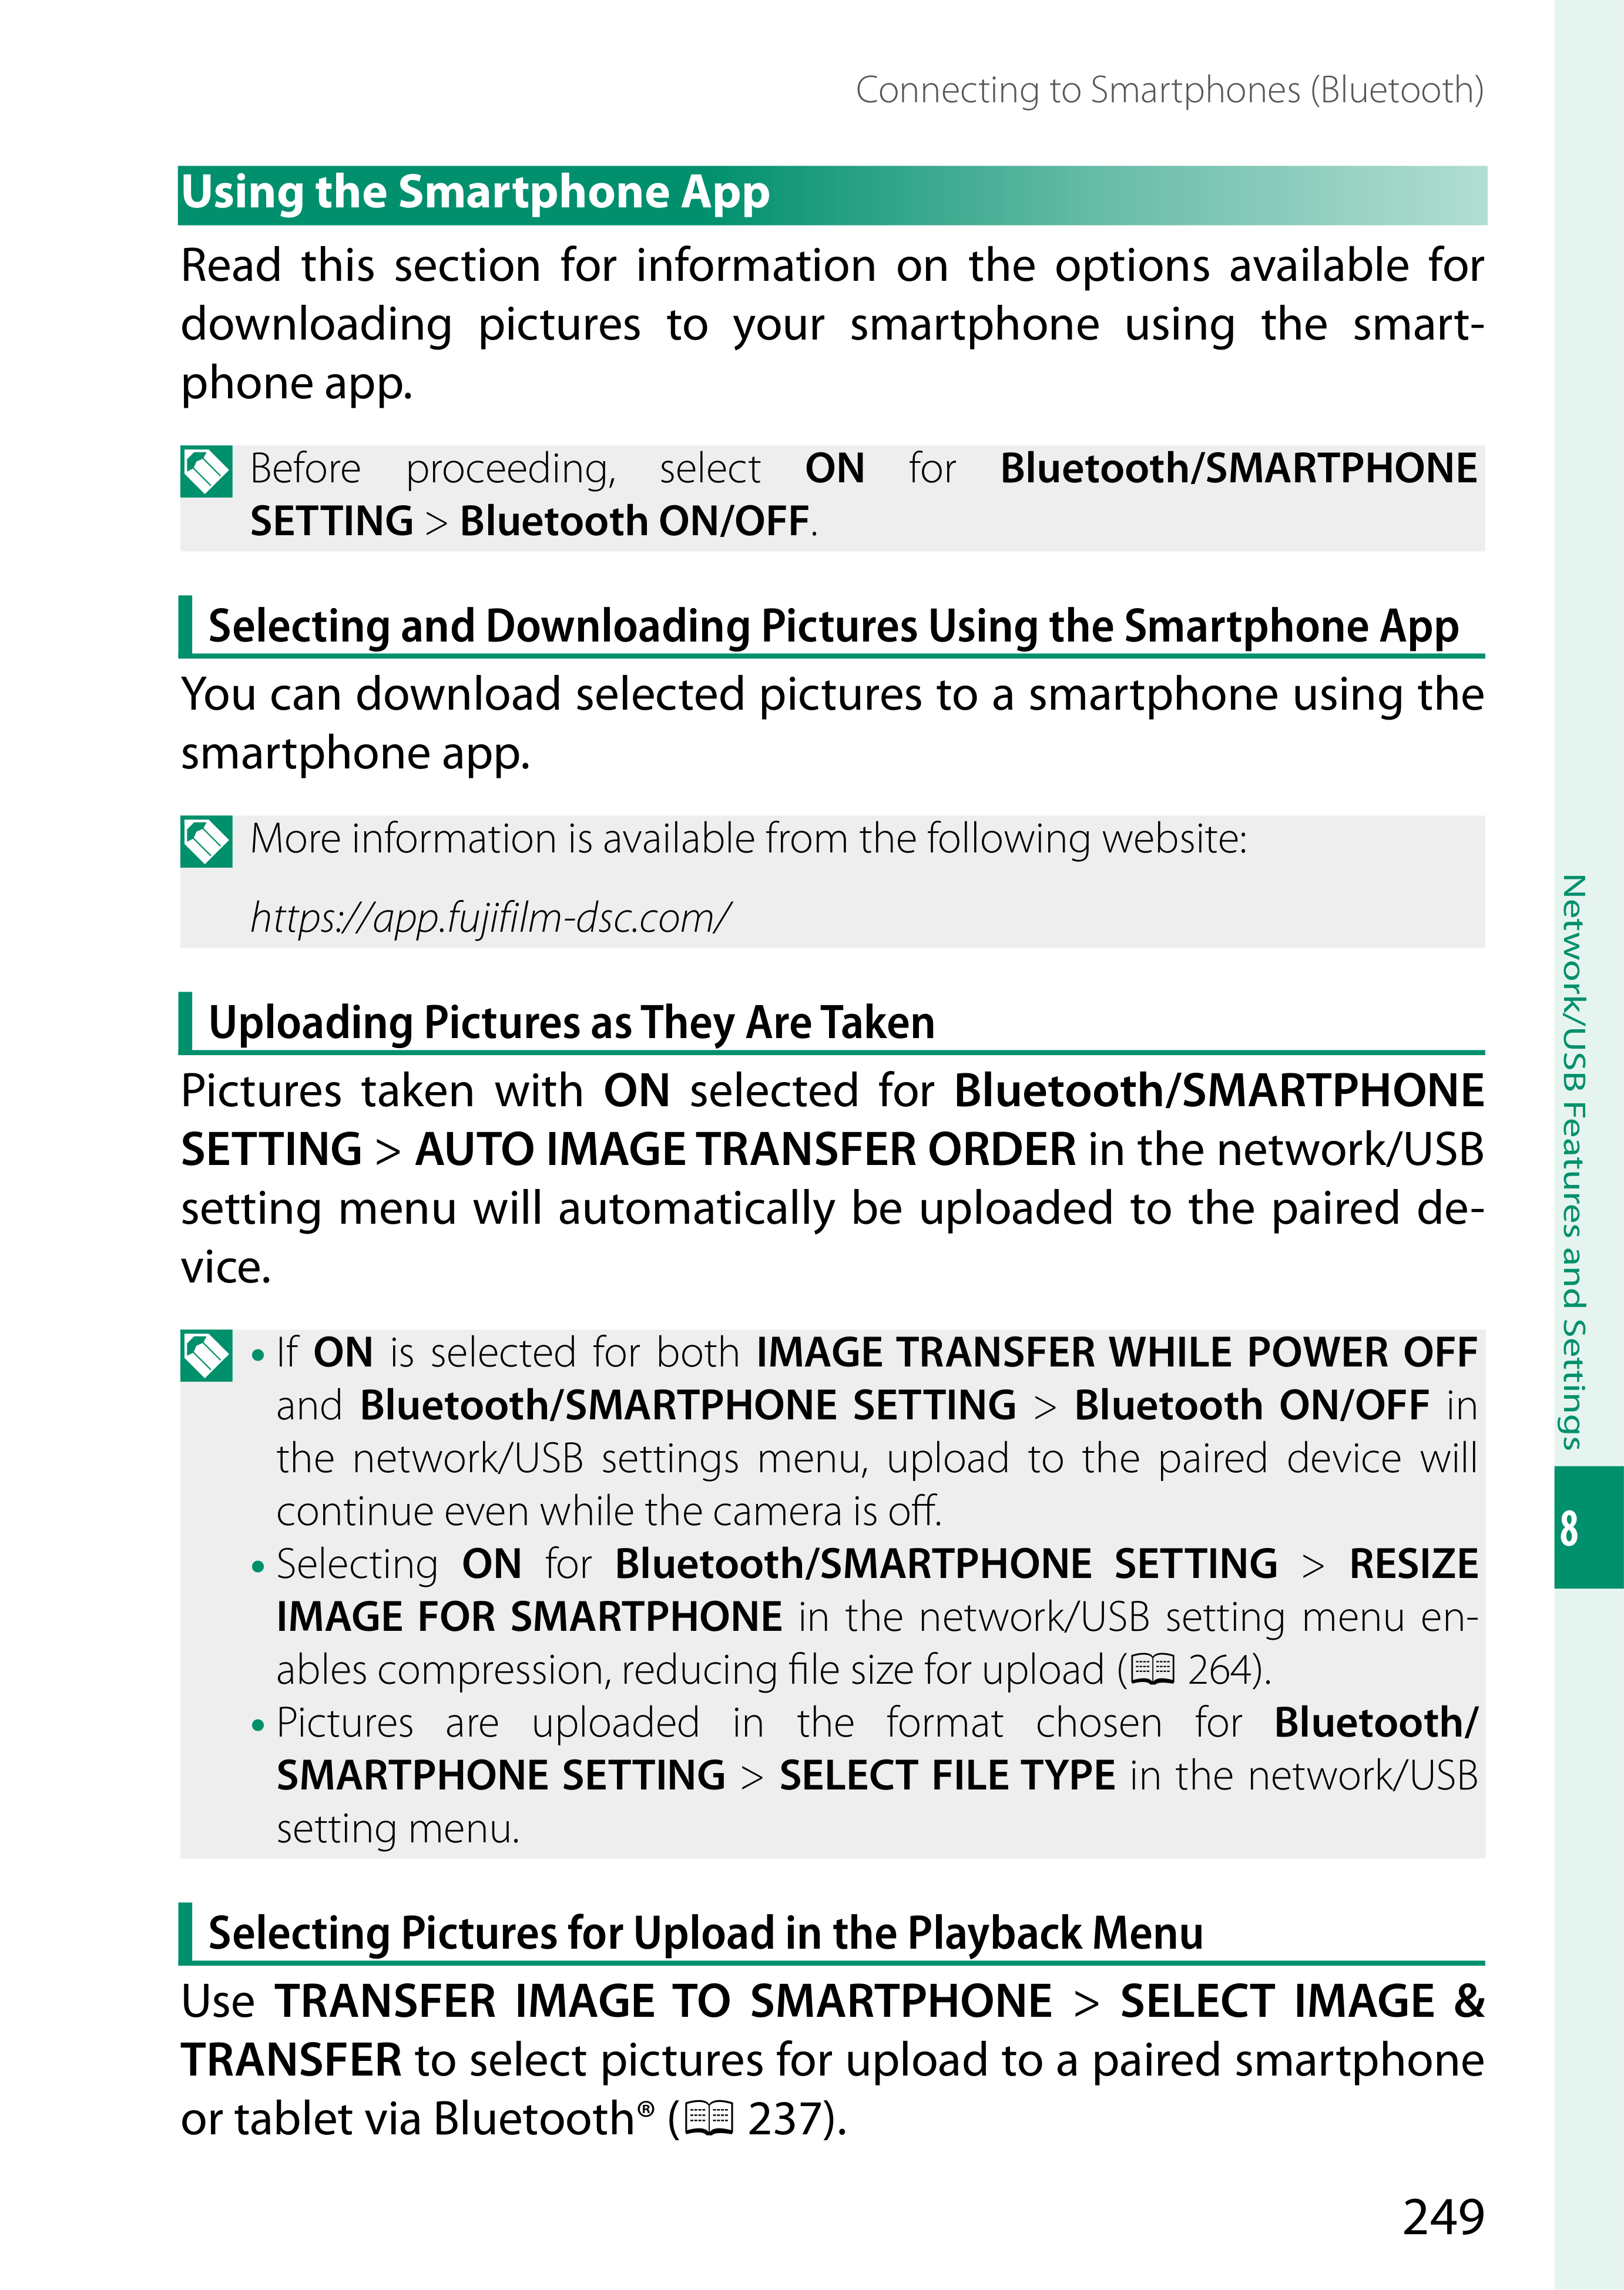 Connecting to Smartphones (Bluetooth)
Using the Smartphone App
Read this section for information on the options available for
downloading pictures to your smartphone using the smart-
phone app.
Before proceeding, select ON for Bluetooth/SMARTPHONE
SETTING > Bluetooth ON/OFF.
Selecting and Downloading Pictures Using the Smartphone App
You can download selected pictures to a smartphone using the
smartphone app.
More information is available from the following website:
https://app.fujifilm-dsc.com/
Uploading Pictures as They Are Taken
Pictures taken with ON selected for Bluetooth/SMARTPHONE
SETTING > AUTO IMAGE TRANSFER ORDER in the network/USB
setting menu will automatically be uploaded to the paired de-
vice.
• If ON is selected for both IMAGE TRANSFER WHILE POWER OFF
and Bluetooth/SMARTPHONE SETTING > Bluetooth ON/OFF in
the network/USB settings menu, upload to the paired device will
continue even while the camera is off.
• Selecting ON for Bluetooth/SMARTPHONE SETTING > RESIZE
IMAGE FOR SMARTPHONE in the network/USB setting menu en-
ables compression, reducing file size for upload (📖 264).
• Pictures are uploaded in the format chosen for Bluetooth/
SMARTPHONE SETTING > SELECT FILE TYPE in the network/USB
setting menu.
Selecting Pictures for Upload in the Playback Menu
Use TRANSFER IMAGE TO SMARTPHONE > SELECT IMAGE &
TRANSFER to select pictures for upload to a paired smartphone
or tablet via Bluetooth® (📖 237).
Network/USB Features and Settings
8
249